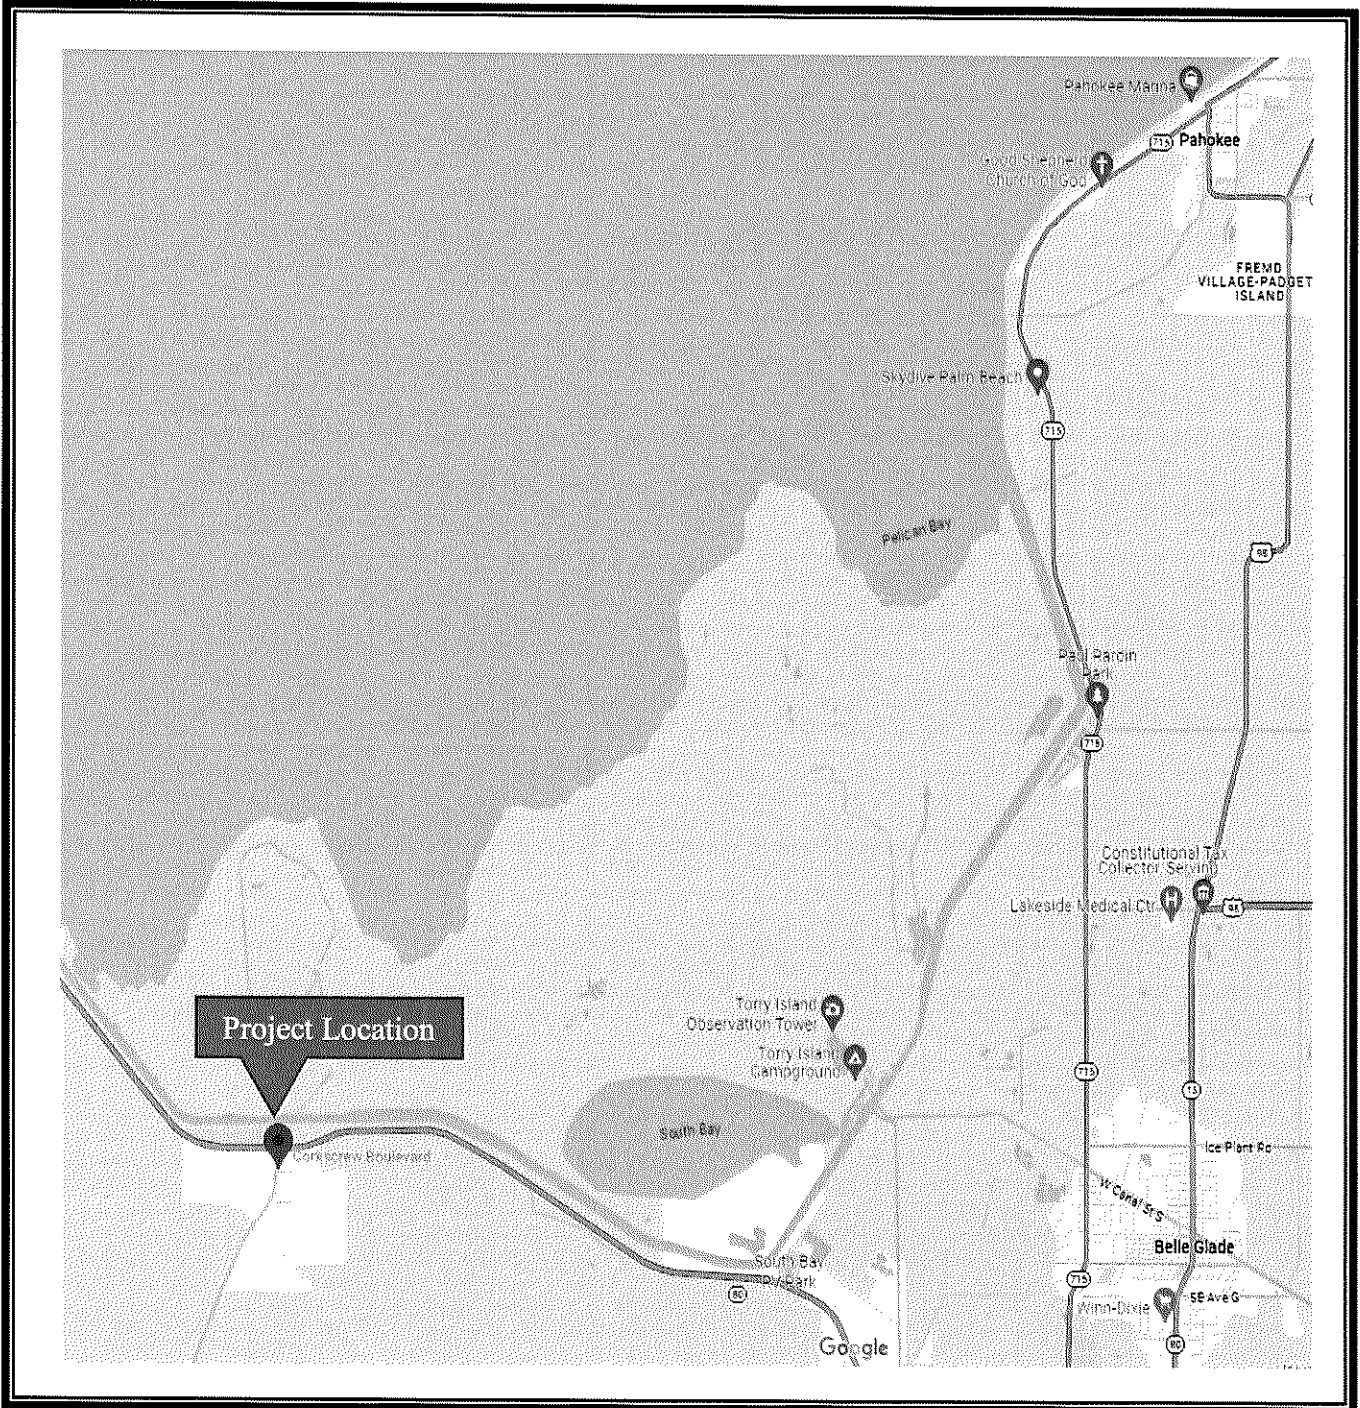 Pahokee Marina
715
Pahokee
Good Shepherd
Church of God
FREMD
VILLAGE-PADGET
ISLAND
Skydive Palm Beach
715
Pelican Bay
98
Park
715
Constitutional Tax
Collector Serving
Lakeside Medical Ctr
98
Torry Island
Observation Tower
Project Location
Torry Island
Campground
715
15
South Bay
Ice Plant Rd
Corkscrew Boulevard
W Canal St S
Belle Glade
South Bay
RV Park
715
80
SE Ave G
Winn-Dixie
Google
80